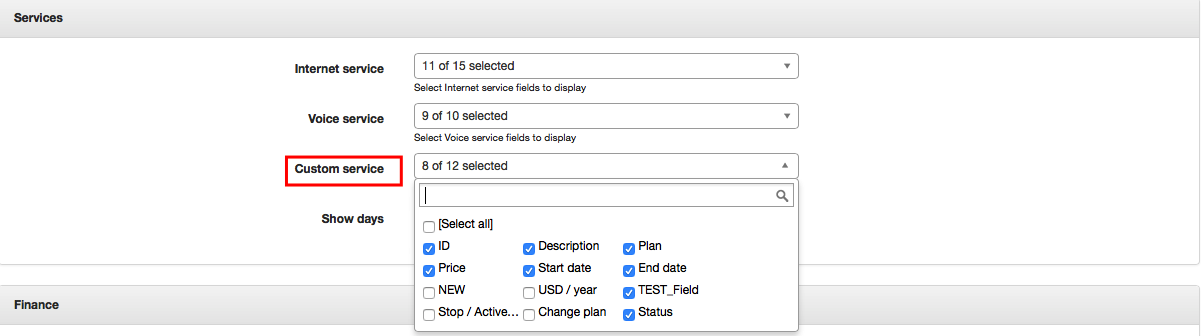 Services
Internet service 11 of 15 selected
Select Internet service fields to display
Voice service 9 of 10 selected
Select Voice service fields to display
Custom service 8 of 12 selected
Show days
[Select all]
ID Description Plan
Price Start date End date
NEW USD / year TEST_Field
Stop / Active... Change plan Status
Finance